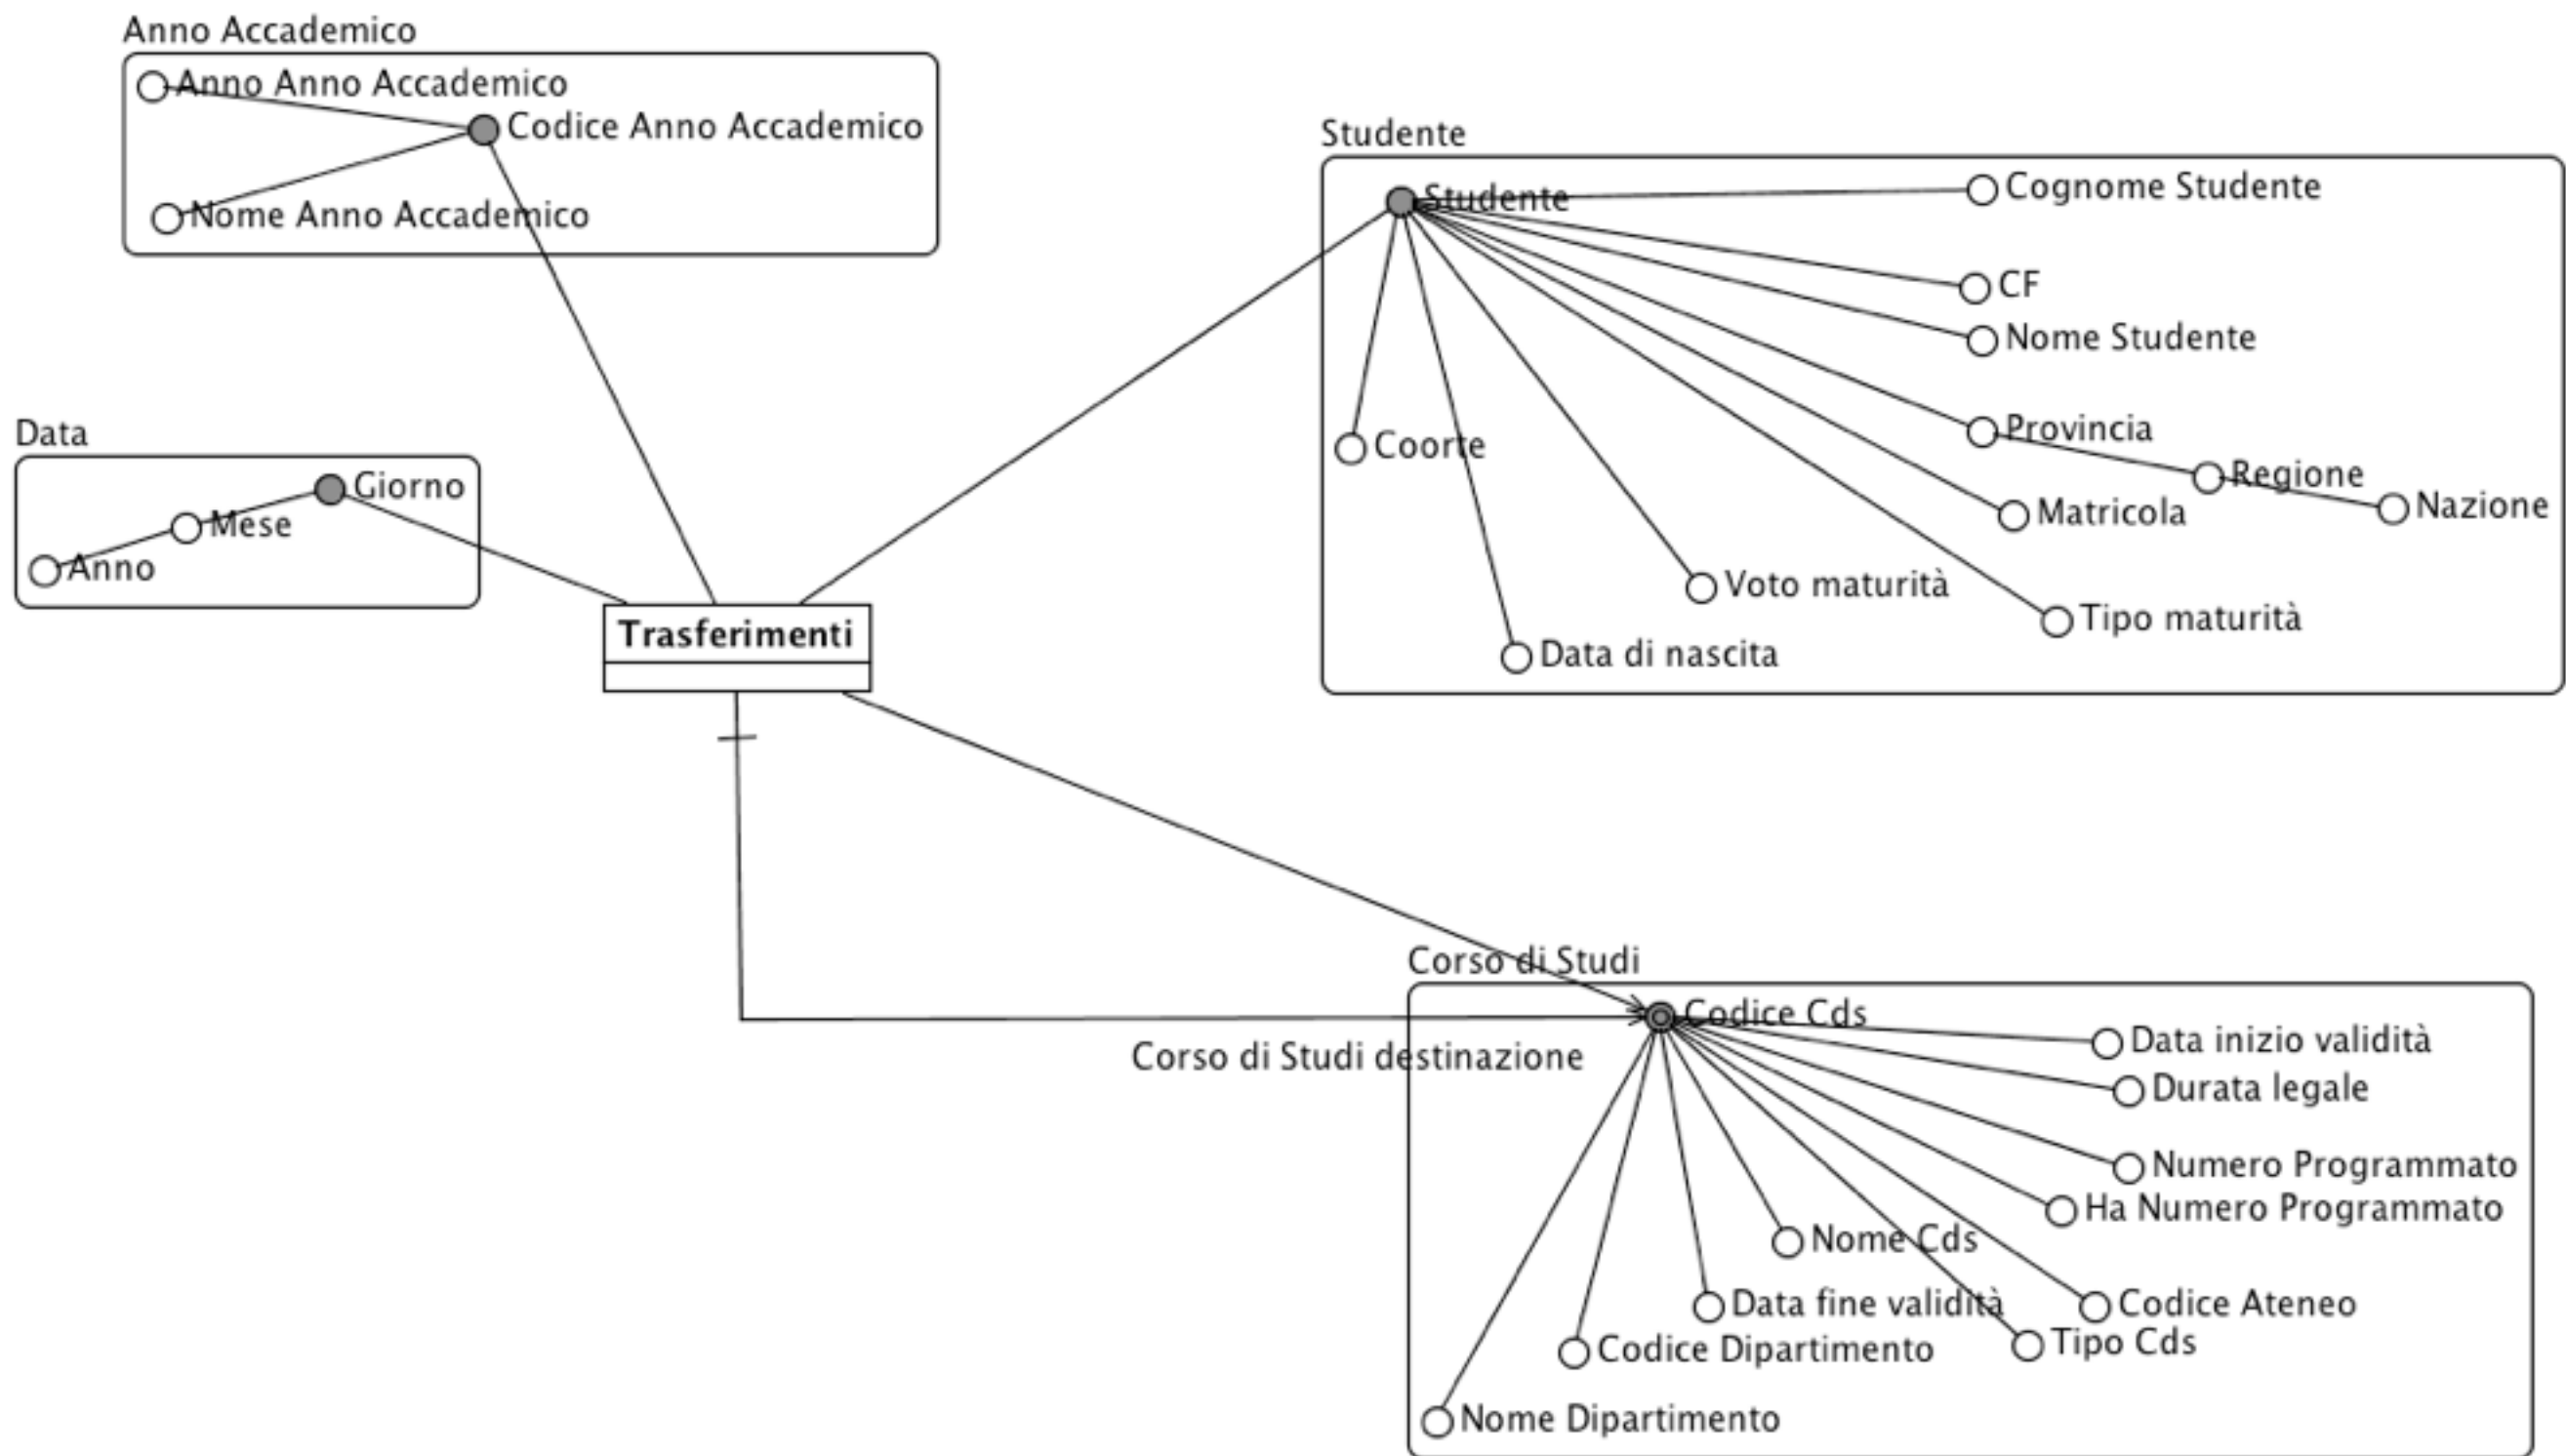 Anno Accademico
Anno Anno Accademico
Codice Anno Accademico
Nome Anno Accademico
Studente
Studente
Cognome Studente
CF
Nome Studente
Provincia
Regione
Nazione
Coorte
Matricola
Voto maturità
Tipo maturità
Data di nascita
Data
Giorno
Mese
Anno
Trasferimenti
Corso di Studi
Codice Cds
Corso di Studi destinazione
Data inizio validità
Durata legale
Numero Programmato
Ha Numero Programmato
Nome Cds
Data fine validità
Codice Ateneo
Codice Dipartimento
Tipo Cds
Nome Dipartimento